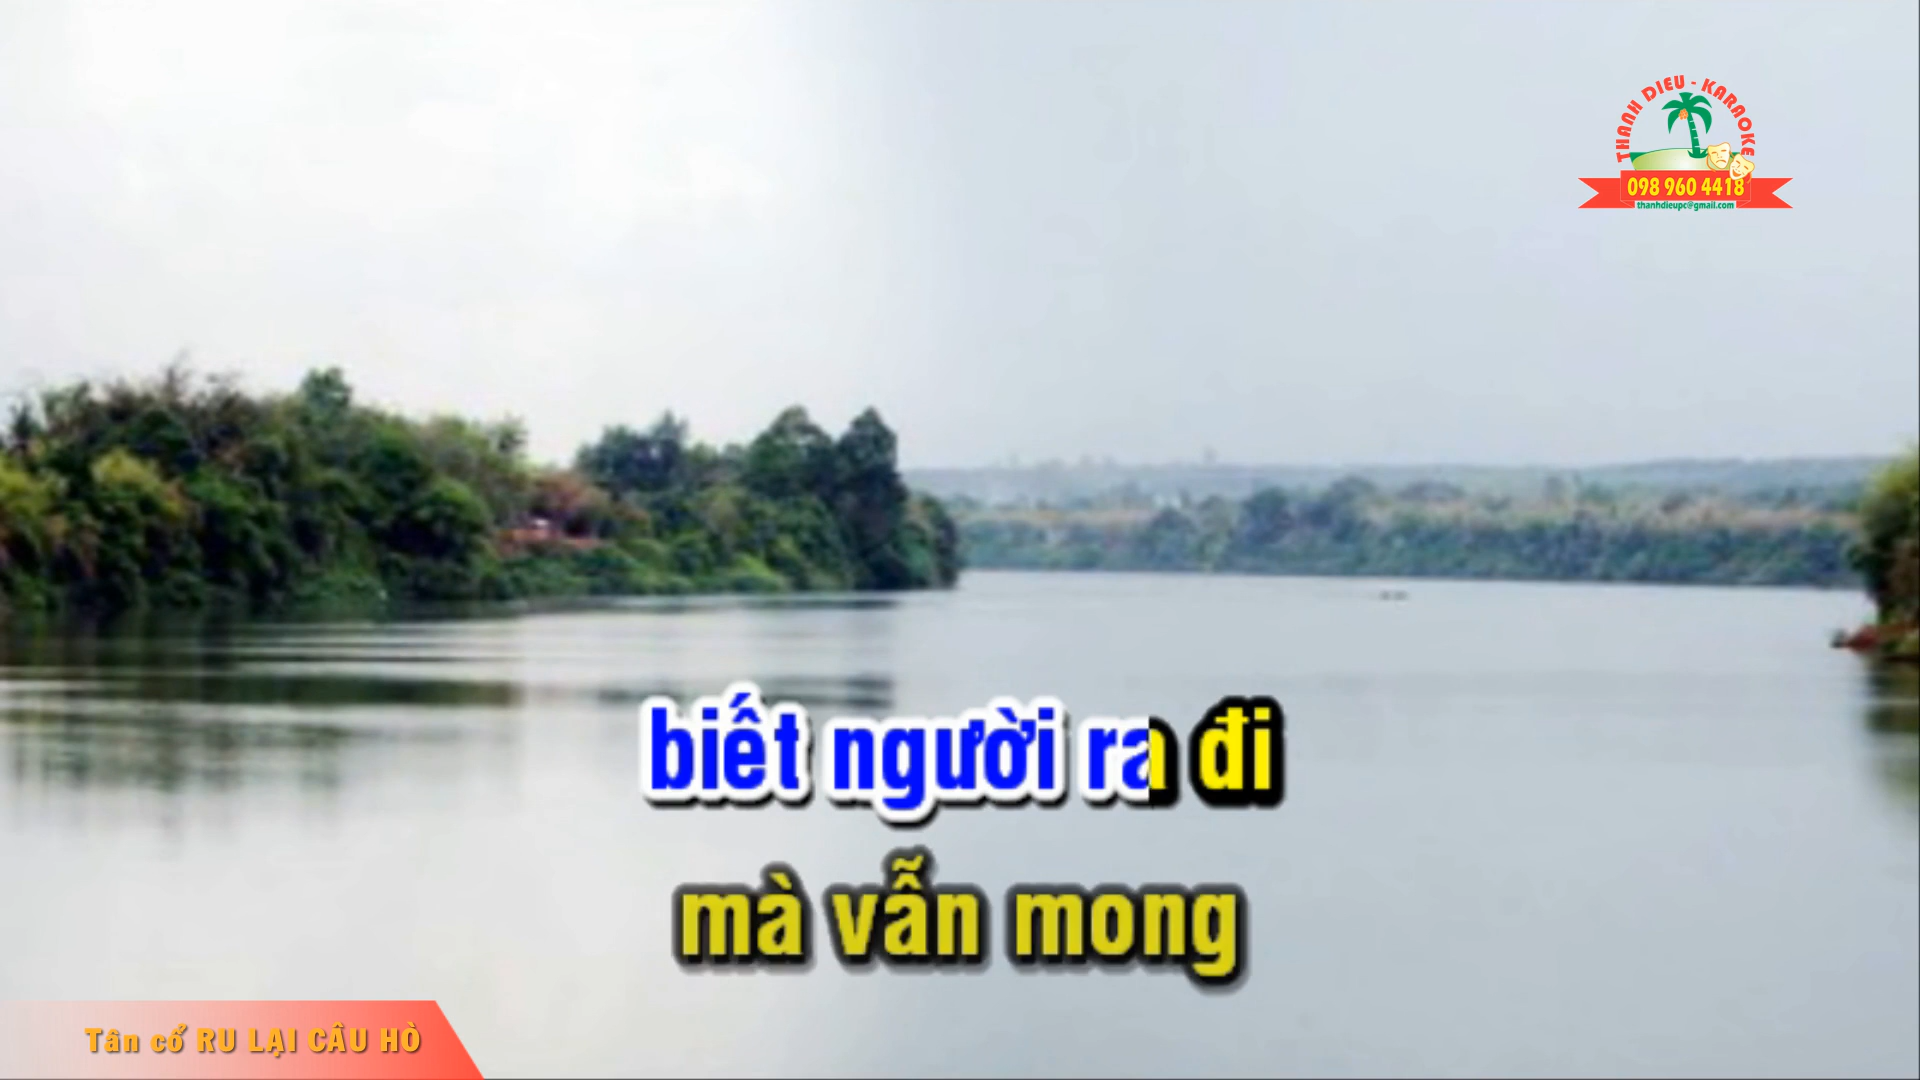 THANH DIEU - KARAOKE
098 960 4418
thanhdieupc@gmail.com
biết người ra đi
mà vẫn mong
Tân cổ RU LẠI CÂU HÒ